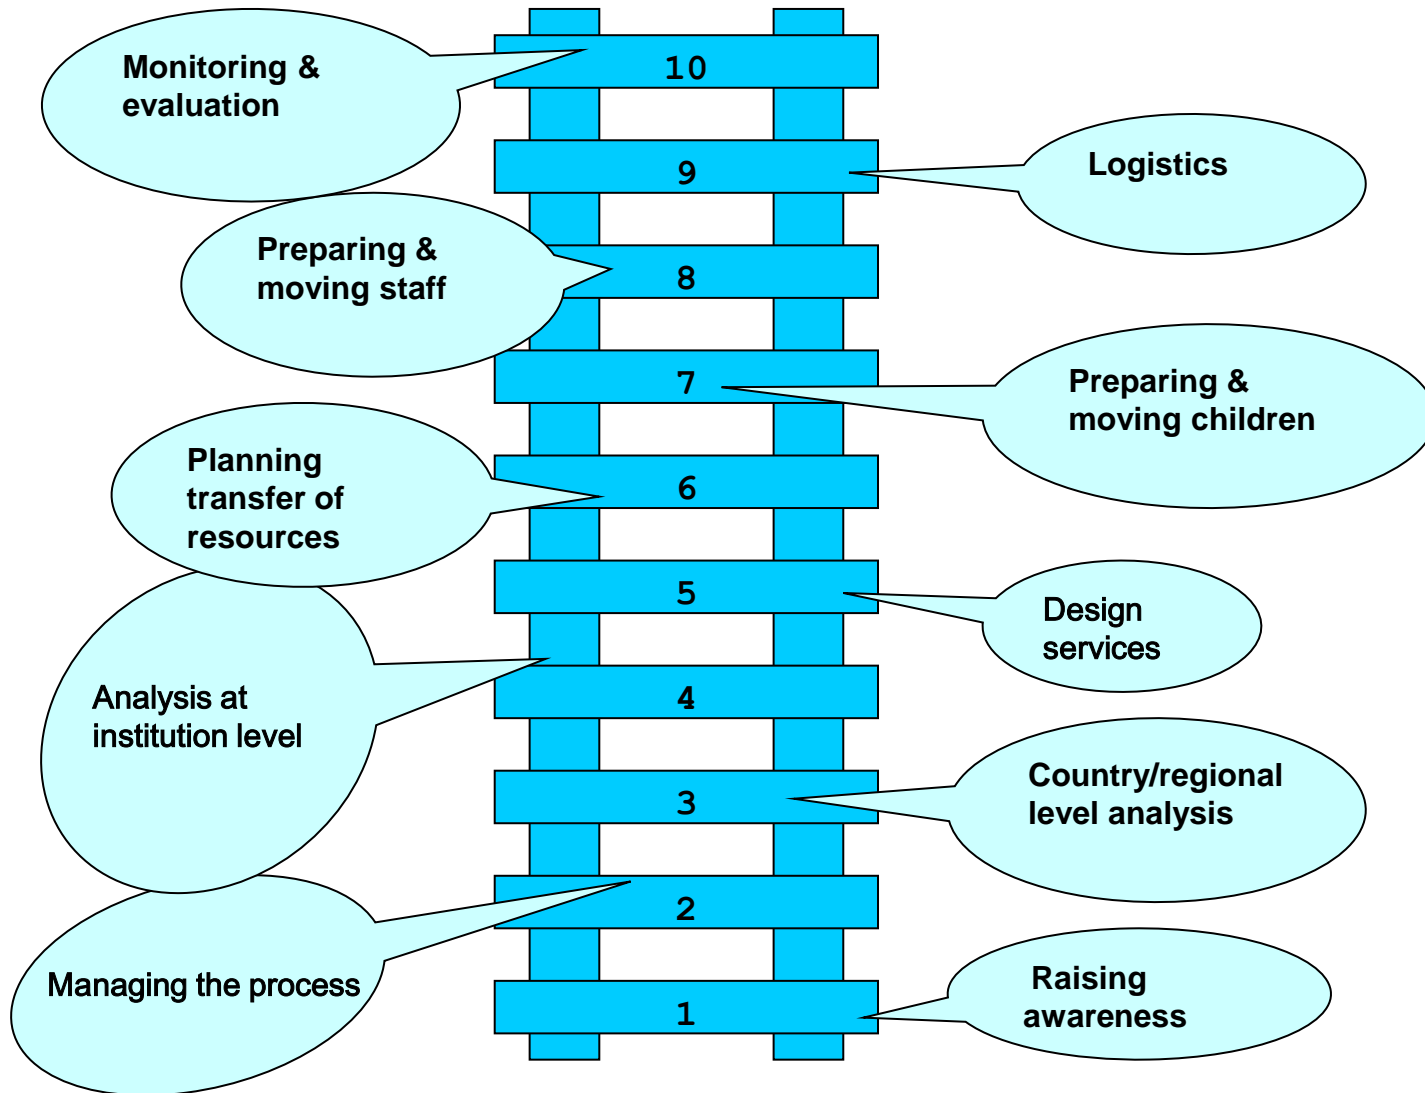 Monitoring &
evaluation
10
9
Logistics
Preparing &
moving staff
8
7
Preparing &
moving children
Planning
transfer of
resources
6
5
Design
services
Analysis at
institution level
4
3
Country/regional
level analysis
2
Managing the process
1
Raising
awareness